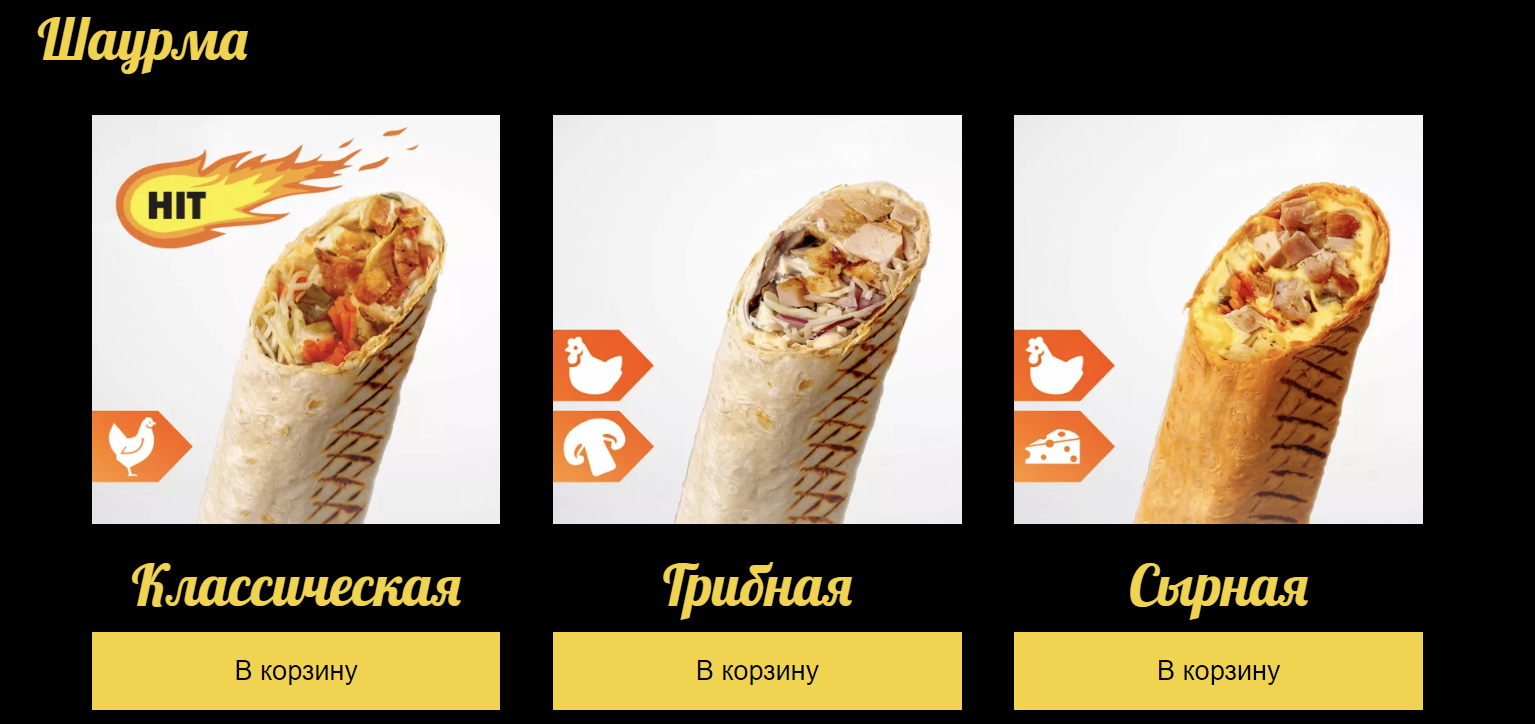 Шаурма
HIT
Классическая
Грибная
Сырная
В корзину
В корзину
В корзину